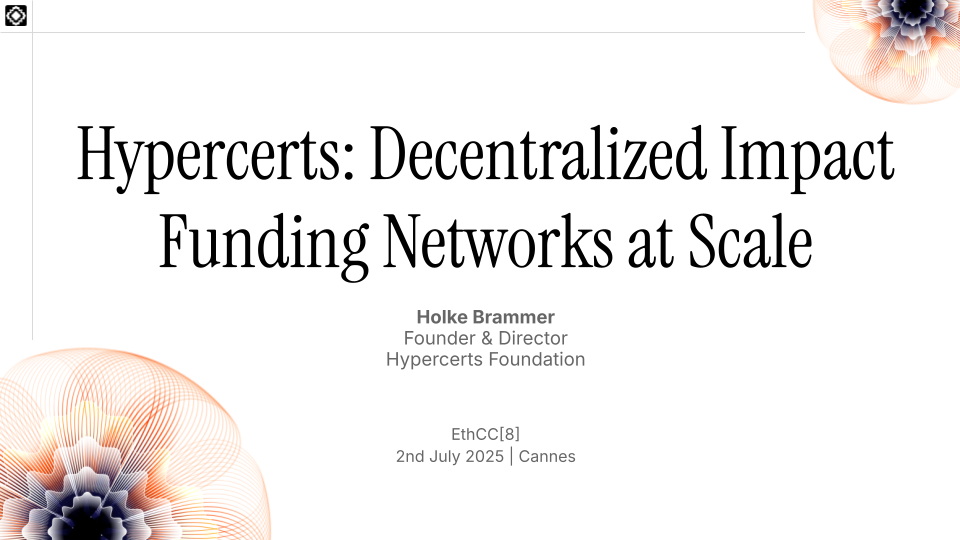 Hypercerts: Decentralized Impact
Funding Networks at Scale
Holke Brammer
Founder & Director
Hypercerts Foundation
EthCC[8]
2nd July 2025 | Cannes